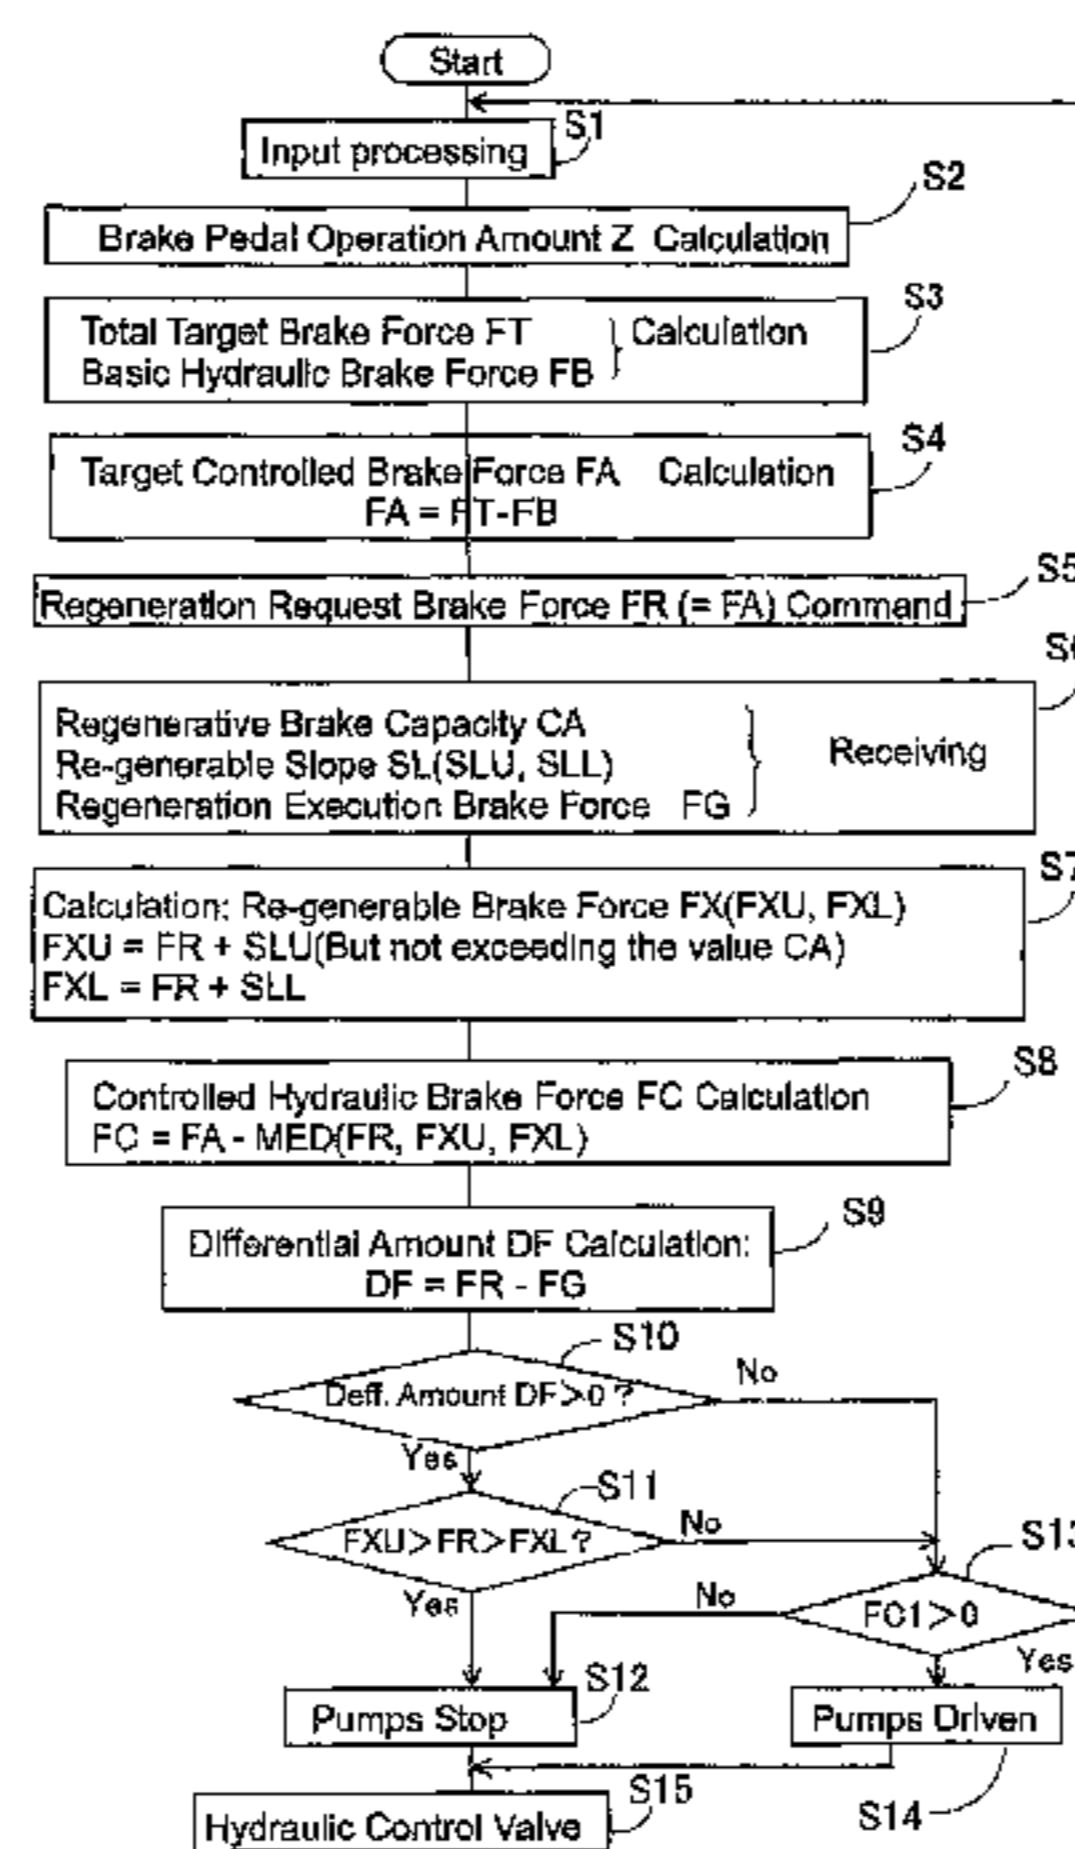 Start
Input processing
S1
Brake Pedal Operation Amount Z Calculation
S2
Total Target Brake Force FT
Basic Hydraulic Brake Force FB
Calculation
S3
Target Controlled Brake Force FA Calculation
FA = FT-FB
S4
Regeneration Request Brake Force FR (= FA) Command
S5
Regenerative Brake Capacity CA
Re-generable Slope SL(SLU, SLL)
Regeneration Execution Brake Force FG
Receiving
S6
Calculation: Re-generable Brake Force FX(FXU, FXL)
FXU = FR + SLU(But not exceeding the value CA)
FXL = FR + SLL
S7
Controlled Hydraulic Brake Force FC Calculation
FC = FA - MED(FR, FXU, FXL)
S8
Differential Amount DF Calculation:
DF = FR - FG
S9
Deff. Amount DF>0 ?
S10
No
Yes
FXU>FR>FXL?
S11
No
Yes
FC1>0
S13
No
Yes
Pumps Stop
S12
Pumps Driven
S14
Hydraulic Control Valve
S15